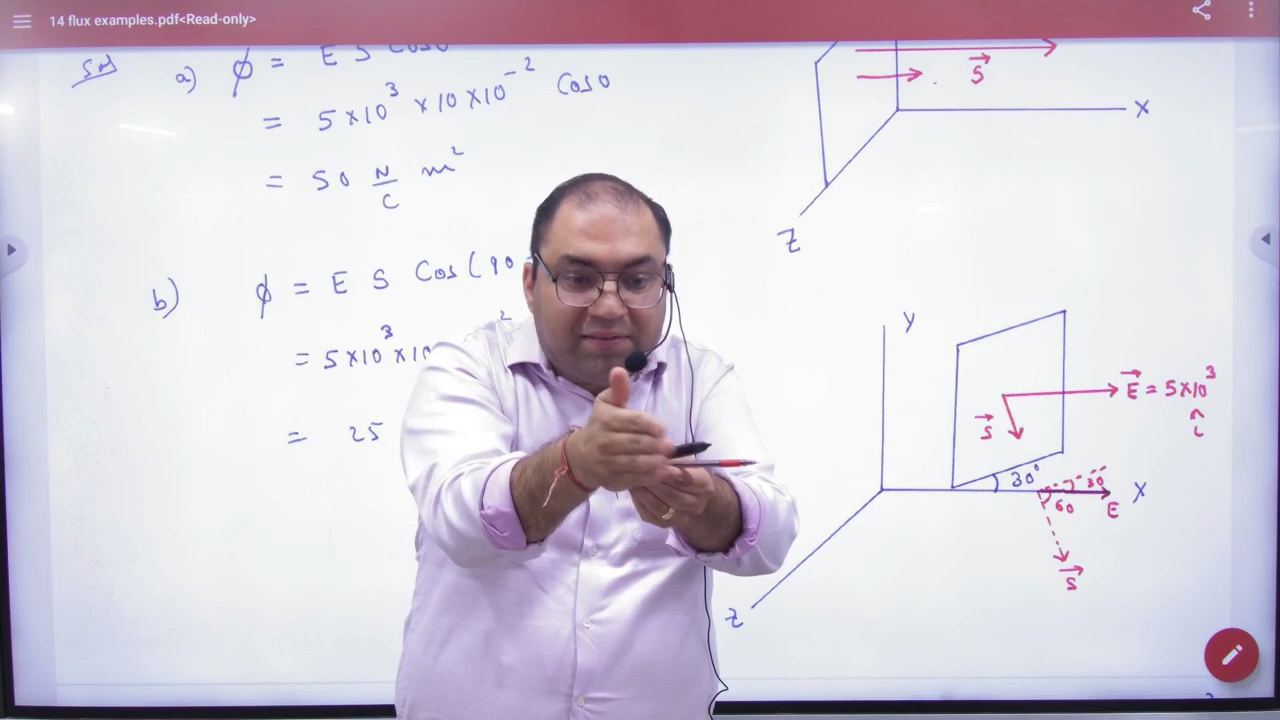 14 flux examples.pdf<Read-only>
Sol a) ϕ = E S Cos0
= 5×10³ ×10×10⁻² Cos0
= 50 N/C m²
b) ϕ = E S Cos(90
= 5×10³×10
= 25
S⃗
X
Z
Y
E⃗ = 5×10³
S⃗
30°
30°
60
E
X
S⃗
Z